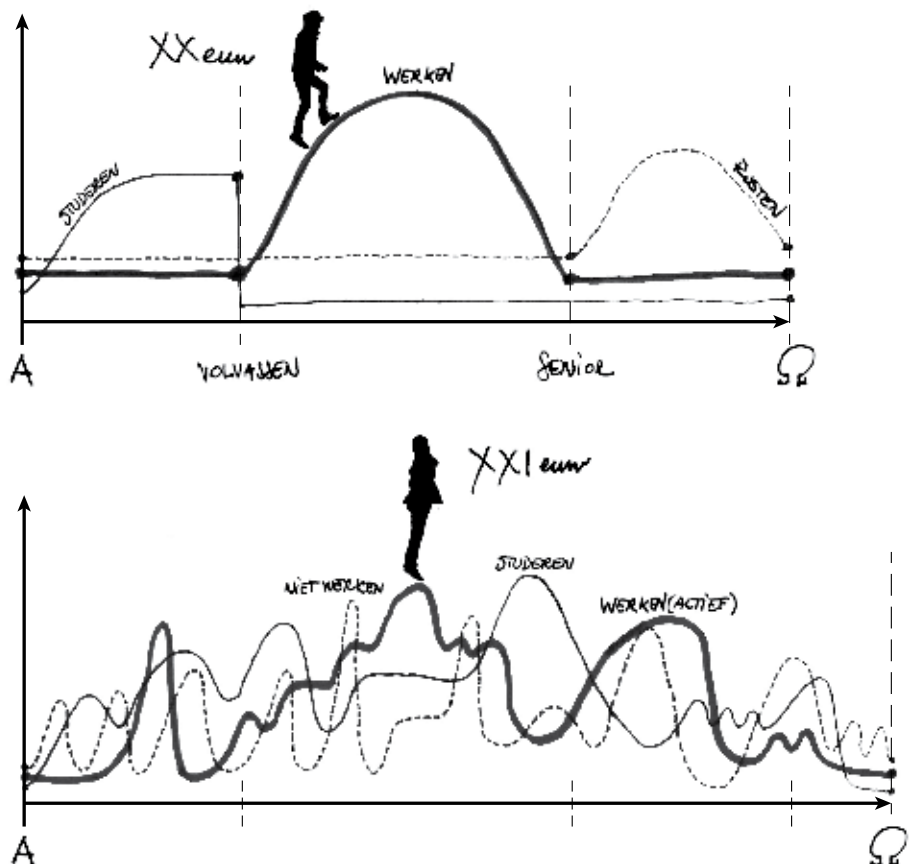 XXeuw
WERKEN
STUDEREN
RUSTEN
A
VOLWASSEN
SENIOR
Ω
XXIeuw
NIET WERKEN
STUDEREN
WERKEN (ACTIEF)
A
Ω